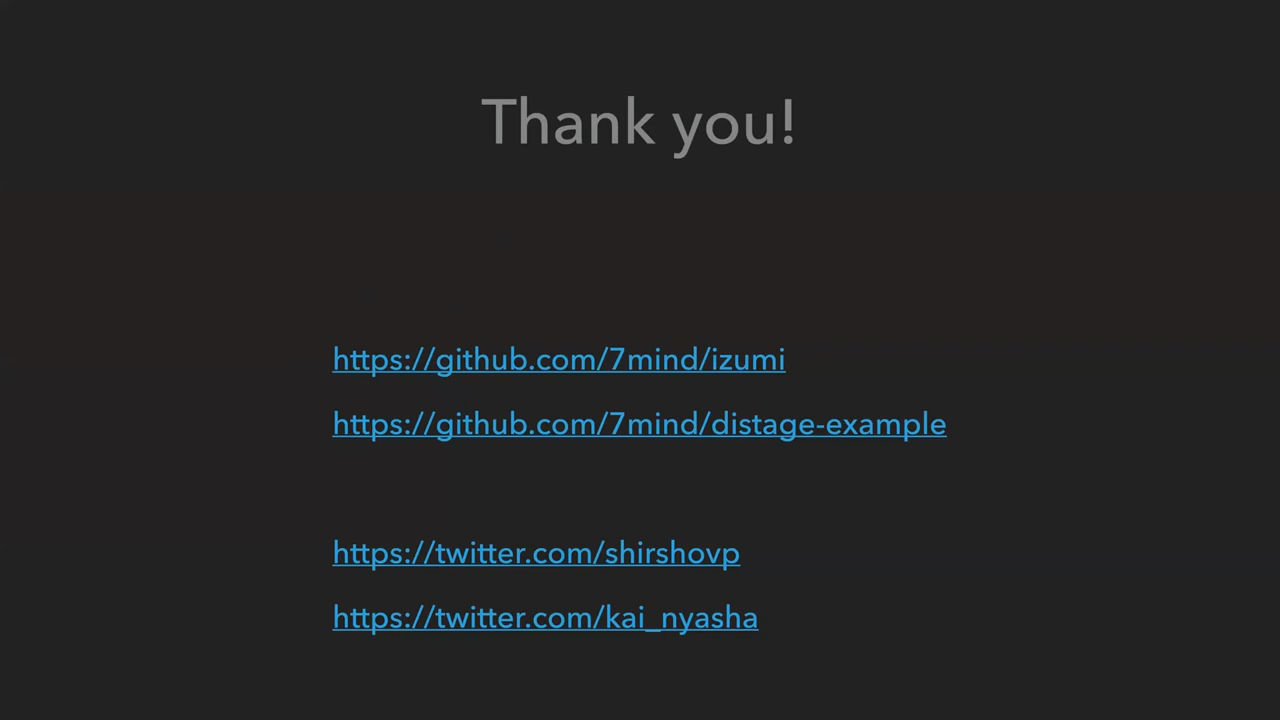 Thank you!
https://github.com/7mind/izumi
https://github.com/7mind/distage-example
https://twitter.com/shirshovp
https://twitter.com/kai_nyasha